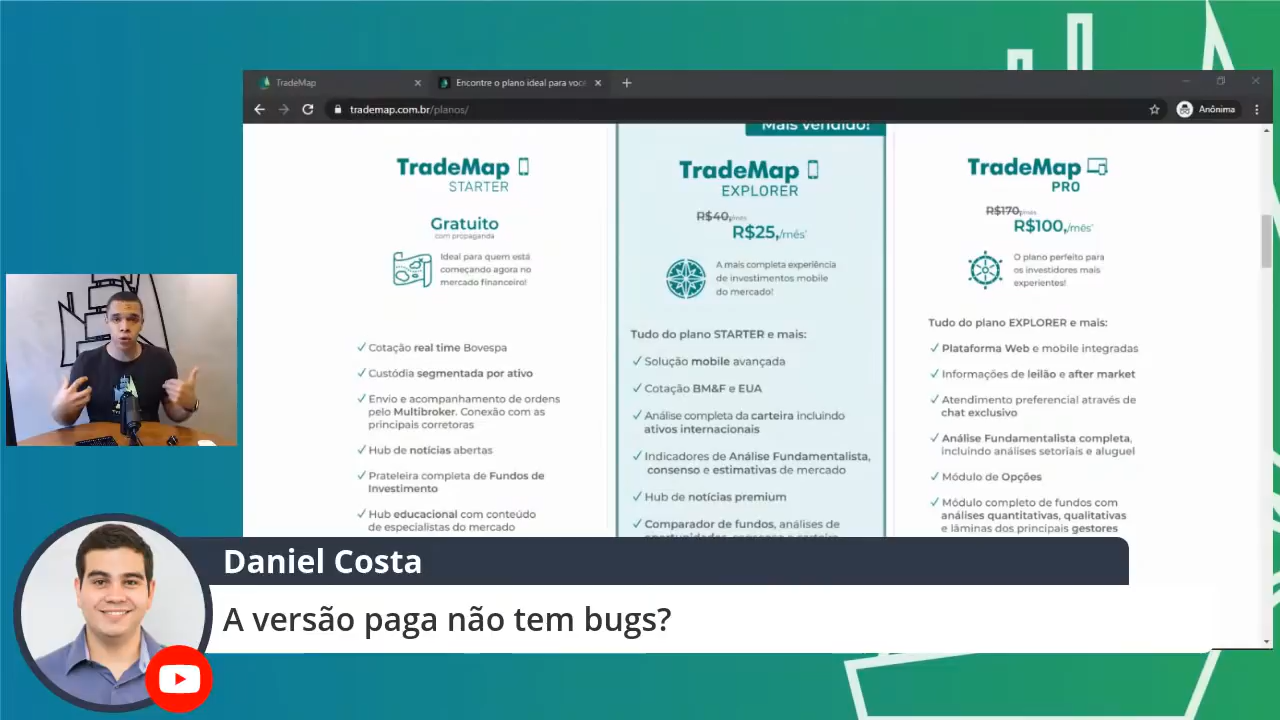 TradeMap
Encontre o plano ideal para você
trademap.com.br/planos/
Anônima
Mais vendido!
TradeMap
STARTER
Gratuito
com propaganda
Ideal para quem está
começando agora no
mercado financeiro!
✓ Cotação real time Bovespa
✓ Custódia segmentada por ativo
✓ Envio e acompanhamento de ordens
pelo Multibroker. Conexão com as
principais corretoras
✓ Hub de notícias abertas
✓ Prateleira completa de Fundos de
Investimento
✓ Hub educacional com conteúdo
de especialistas do mercado
TradeMap
EXPLORER
R$40,/mês
R$25,/mês*
A mais completa experiência
de investimentos mobile
do mercado!
Tudo do plano STARTER e mais:
✓ Solução mobile avançada
✓ Cotação BM&F e EUA
✓ Análise completa da carteira incluindo
ativos internacionais
✓ Indicadores de Análise Fundamentalista,
consenso e estimativas de mercado
✓ Hub de notícias premium
✓ Comparador de fundos, análises de
TradeMap
PRO
R$170,/mês
R$100,/mês*
O plano perfeito para
os investidores mais
experientes!
Tudo do plano EXPLORER e mais:
✓ Plataforma Web e mobile integradas
✓ Informações de leilão e after market
✓ Atendimento preferencial através de
chat exclusivo
✓ Análise Fundamentalista completa,
incluindo análises setoriais e aluguel
✓ Módulo de Opções
✓ Módulo completo de fundos com
análises quantitativas, qualitativas
e lâminas dos principais gestores
Daniel Costa
A versão paga não tem bugs?